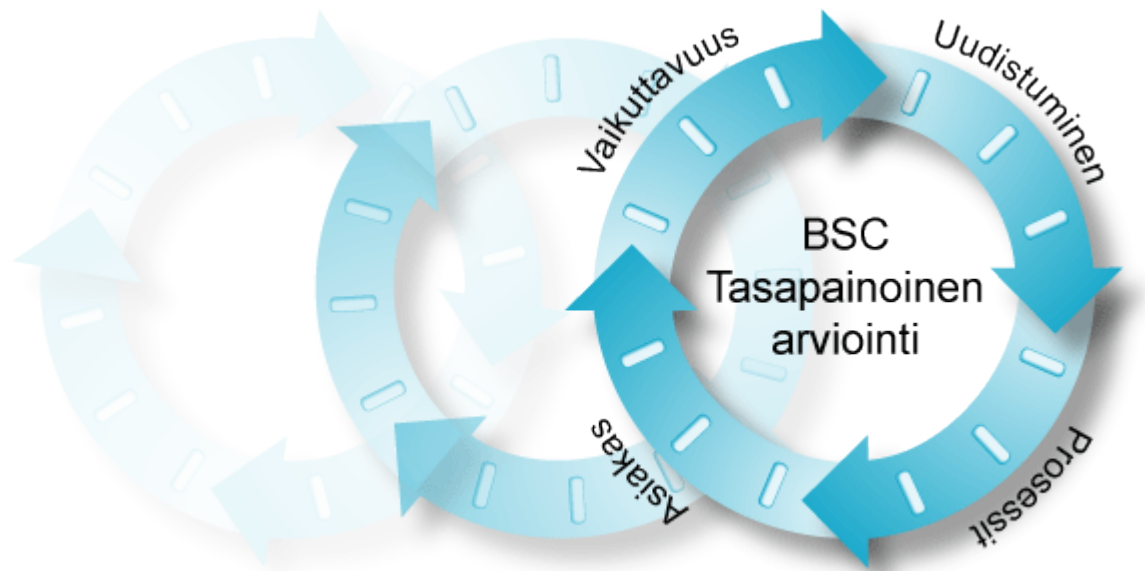 Vaikuttavuus
Uudistuminen
BSC
Tasapainoinen
arviointi
Asiakas
Prosessit